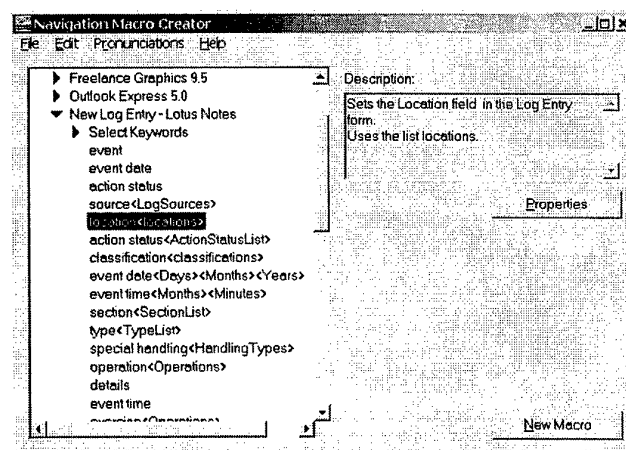 Navigation Macro Creator
File Edit Pronunciations Help
Freelance Graphics 9.5
Outlook Express 5.0
New Log Entry - Lotus Notes
Select Keywords
event
event date
action status
source<LogSources>
location<locations>
action status<ActionStatusList>
classification<classifications>
event date<Days><Months><Years>
event time<Months><Minutes>
section<SectionList>
type<TypeList>
special handling<HandlingTypes>
operation<Operations>
details
event time
Description:
Sets the Location field in the Log Entry
form.
Uses the list locations.
Properties
New Macro